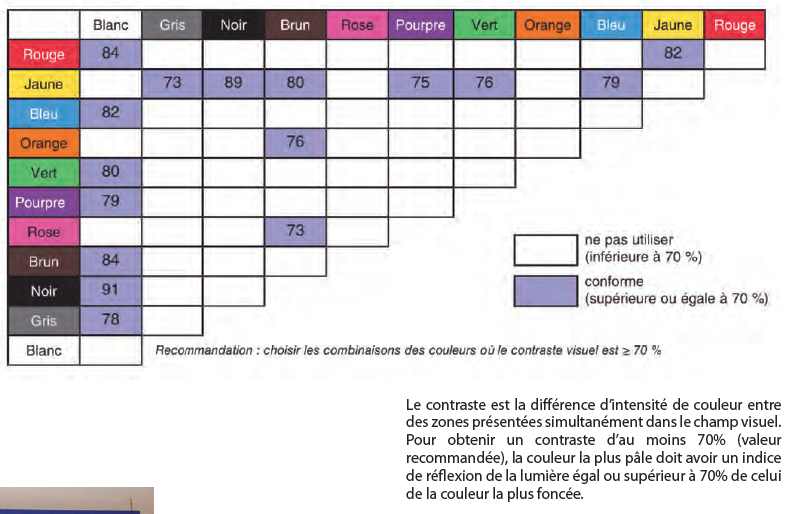 Blanc Gris Noir Brun Rose Pourpre Vert Orange Bleu Jaune Rouge
Rouge 84 82
Jaune 73 89 80 75 76 79
Bleu 82
Orange 76
Vert 80
Pourpre 79
Rose 73
ne pas utiliser
(inférieure à 70 %)
Brun 84
conforme
(supérieure ou égale à 70 %)
Noir 91
Gris 78
Blanc
Recommandation : choisir les combinaisons des couleurs où le contraste visuel est ≥ 70 %
Le contraste est la différence d'intensité de couleur entre
des zones présentées simultanément dans le champ visuel.
Pour obtenir un contraste d'au moins 70% (valeur
recommandée), la couleur la plus pâle doit avoir un indice
de réflexion de la lumière égal ou supérieur à 70% de celui
de la couleur la plus foncée.